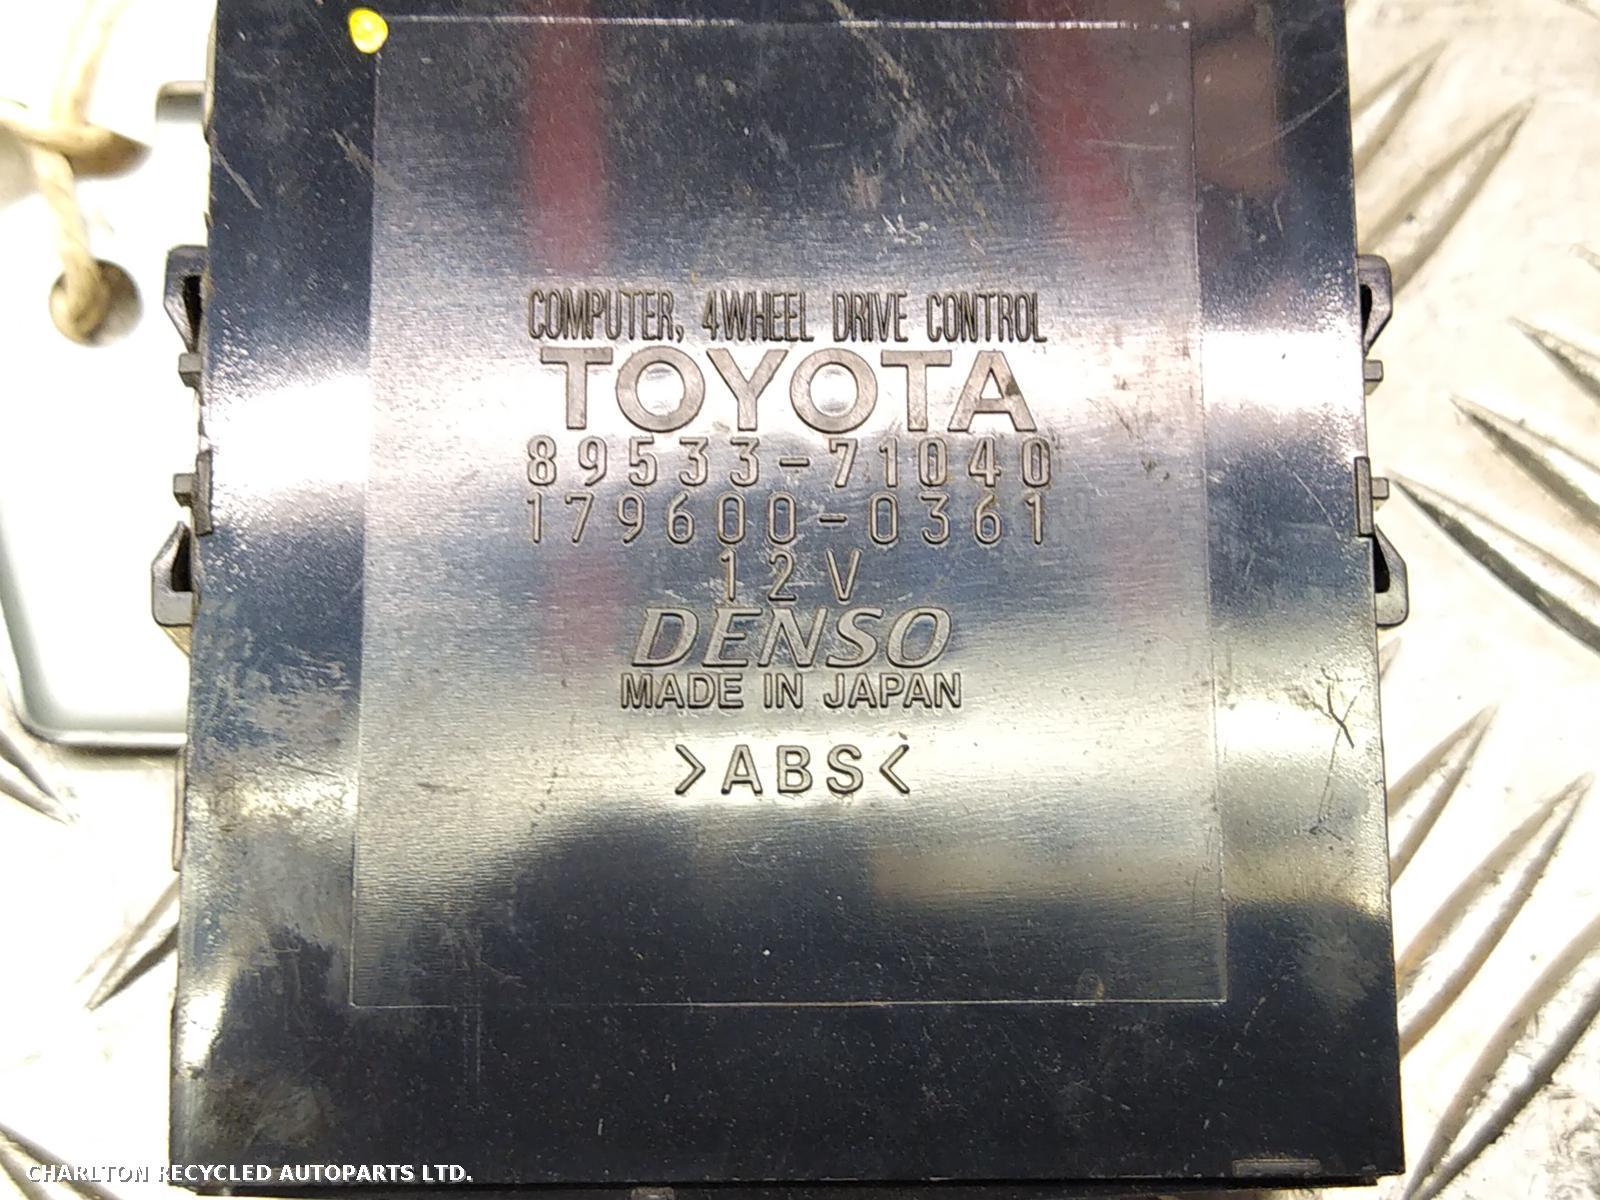 COMPUTER, 4WHEEL DRIVE CONTROL
TOYOTA
89533-71040
179600-0361
12V
DENSO
MADE IN JAPAN
>ABS<
CHARLTON RECYCLED AUTOPARTS LTD.